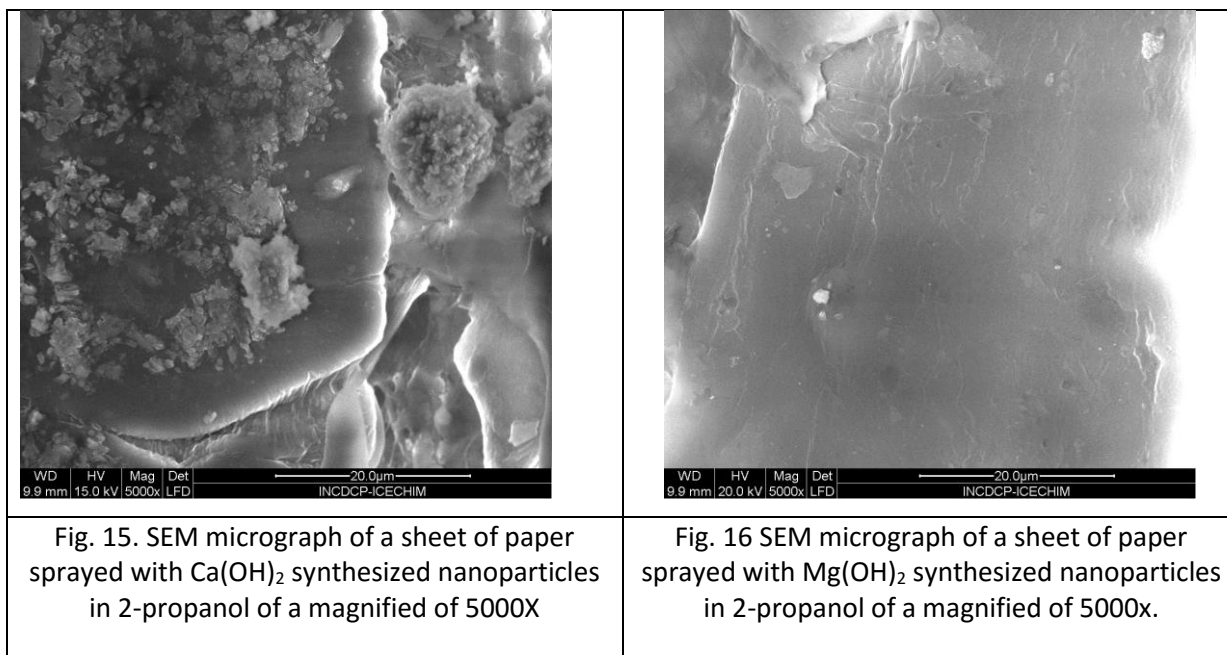 WD HV Mag Det 20.0µm
9.9 mm 15.0 kV 5000x LFD INCDCP-ICECHIM
WD HV Mag Det 20.0µm
9.9 mm 20.0 kV 5000x LFD INCDCP-ICECHIM
Fig. 15. SEM micrograph of a sheet of paper
sprayed with Ca(OH)₂ synthesized nanoparticles
in 2-propanol of a magnified of 5000X
Fig. 16 SEM micrograph of a sheet of paper
sprayed with Mg(OH)₂ synthesized nanoparticles
in 2-propanol of a magnified of 5000x.